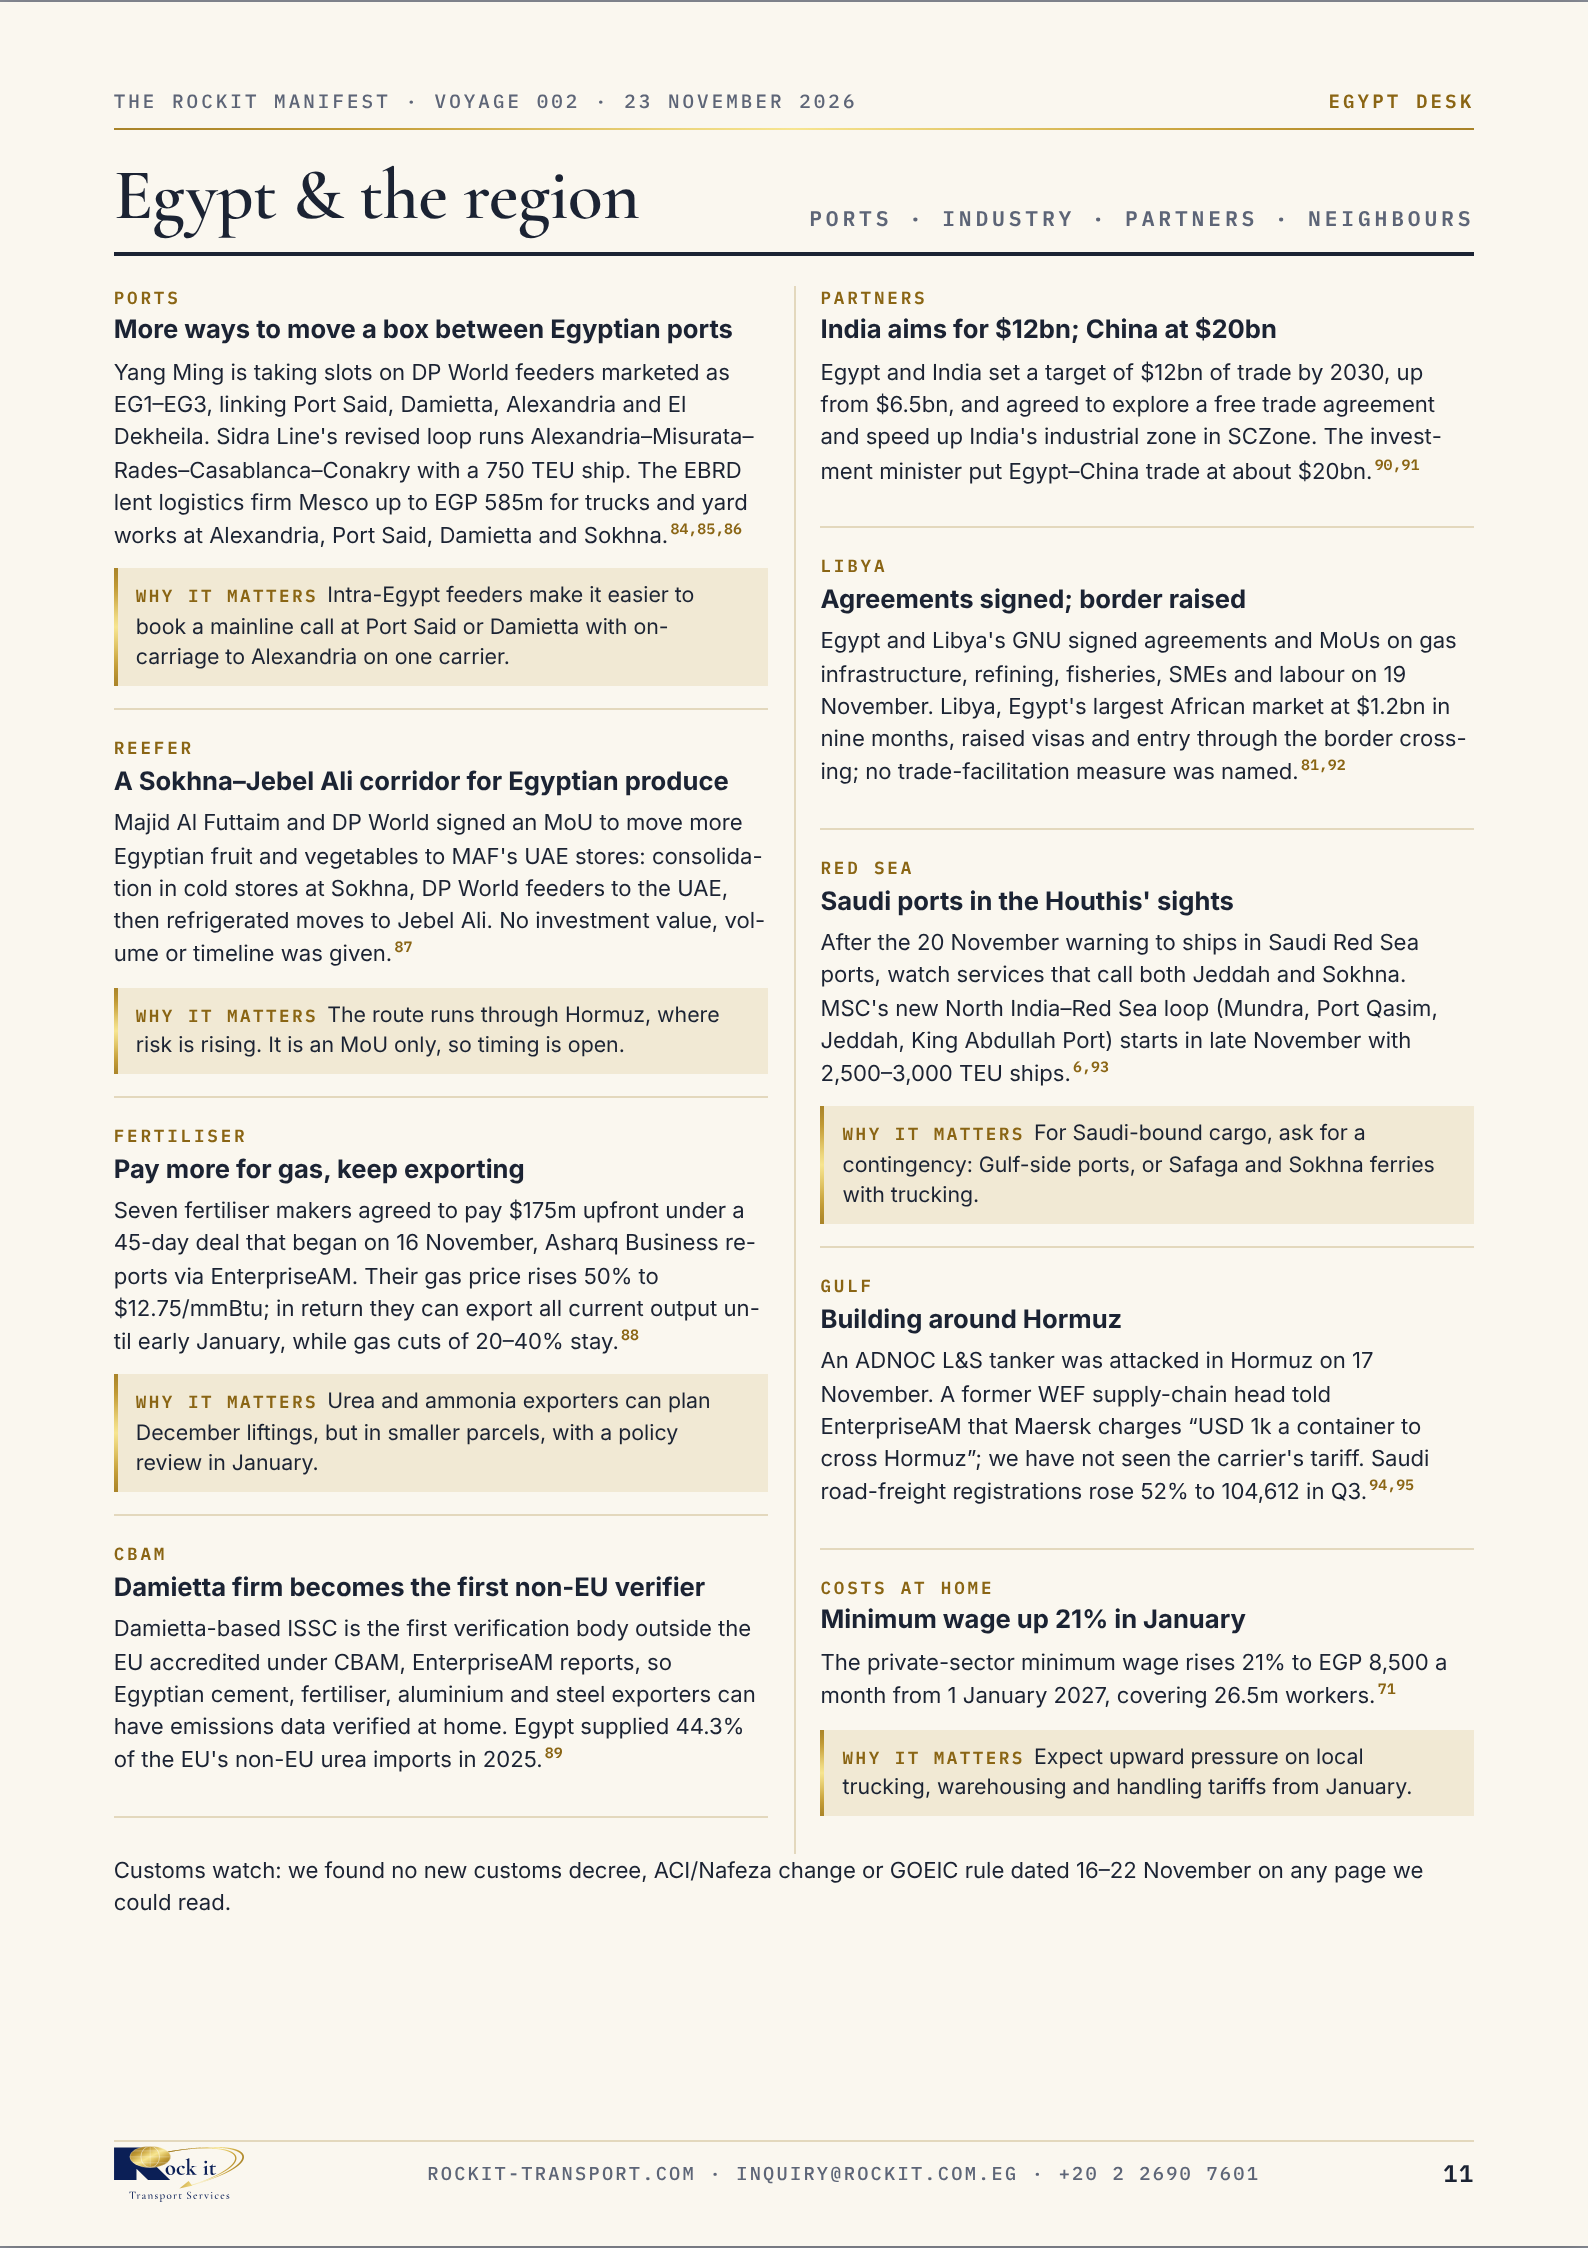 THE ROCKIT MANIFEST · VOYAGE 002 · 23 NOVEMBER 2026
EGYPT DESK
Egypt & the region
PORTS · INDUSTRY · PARTNERS · NEIGHBOURS
PORTS
More ways to move a box between Egyptian ports
Yang Ming is taking slots on DP World feeders marketed as
EG1–EG3, linking Port Said, Damietta, Alexandria and El
Dekheila. Sidra Line's revised loop runs Alexandria–Misurata–
Rades–Casablanca–Conakry with a 750 TEU ship. The EBRD
lent logistics firm Mesco up to EGP 585m for trucks and yard
works at Alexandria, Port Said, Damietta and Sokhna.84,85,86
WHY IT MATTERS Intra-Egypt feeders make it easier to
book a mainline call at Port Said or Damietta with on-
carriage to Alexandria on one carrier.
REEFER
A Sokhna–Jebel Ali corridor for Egyptian produce
Majid Al Futtaim and DP World signed an MoU to move more
Egyptian fruit and vegetables to MAF's UAE stores: consolida-
tion in cold stores at Sokhna, DP World feeders to the UAE,
then refrigerated moves to Jebel Ali. No investment value, vol-
ume or timeline was given.87
WHY IT MATTERS The route runs through Hormuz, where
risk is rising. It is an MoU only, so timing is open.
FERTILISER
Pay more for gas, keep exporting
Seven fertiliser makers agreed to pay $175m upfront under a
45-day deal that began on 16 November, Asharq Business re-
ports via EnterpriseAM. Their gas price rises 50% to
$12.75/mmBtu; in return they can export all current output un-
til early January, while gas cuts of 20–40% stay.88
WHY IT MATTERS Urea and ammonia exporters can plan
December liftings, but in smaller parcels, with a policy
review in January.
CBAM
Damietta firm becomes the first non-EU verifier
Damietta-based ISSC is the first verification body outside the
EU accredited under CBAM, EnterpriseAM reports, so
Egyptian cement, fertiliser, aluminium and steel exporters can
have emissions data verified at home. Egypt supplied 44.3%
of the EU's non-EU urea imports in 2025.89
PARTNERS
India aims for $12bn; China at $20bn
Egypt and India set a target of $12bn of trade by 2030, up
from $6.5bn, and agreed to explore a free trade agreement
and speed up India's industrial zone in SCZone. The invest-
ment minister put Egypt–China trade at about $20bn.90,91
LIBYA
Agreements signed; border raised
Egypt and Libya's GNU signed agreements and MoUs on gas
infrastructure, refining, fisheries, SMEs and labour on 19
November. Libya, Egypt's largest African market at $1.2bn in
nine months, raised visas and entry through the border cross-
ing; no trade-facilitation measure was named.81,92
RED SEA
Saudi ports in the Houthis' sights
After the 20 November warning to ships in Saudi Red Sea
ports, watch services that call both Jeddah and Sokhna.
MSC's new North India–Red Sea loop (Mundra, Port Qasim,
Jeddah, King Abdullah Port) starts in late November with
2,500–3,000 TEU ships.6,93
WHY IT MATTERS For Saudi-bound cargo, ask for a
contingency: Gulf-side ports, or Safaga and Sokhna ferries
with trucking.
GULF
Building around Hormuz
An ADNOC L&S tanker was attacked in Hormuz on 17
November. A former WEF supply-chain head told
EnterpriseAM that Maersk charges “USD 1k a container to
cross Hormuz”; we have not seen the carrier's tariff. Saudi
road-freight registrations rose 52% to 104,612 in Q3.94,95
COSTS AT HOME
Minimum wage up 21% in January
The private-sector minimum wage rises 21% to EGP 8,500 a
month from 1 January 2027, covering 26.5m workers.71
WHY IT MATTERS Expect upward pressure on local
trucking, warehousing and handling tariffs from January.
Customs watch: we found no new customs decree, ACI/Nafeza change or GOEIC rule dated 16–22 November on any page we
could read.
Rock it
Transport Services
ROCKIT-TRANSPORT.COM · INQUIRY@ROCKIT.COM.EG · +20 2 2690 7601
11